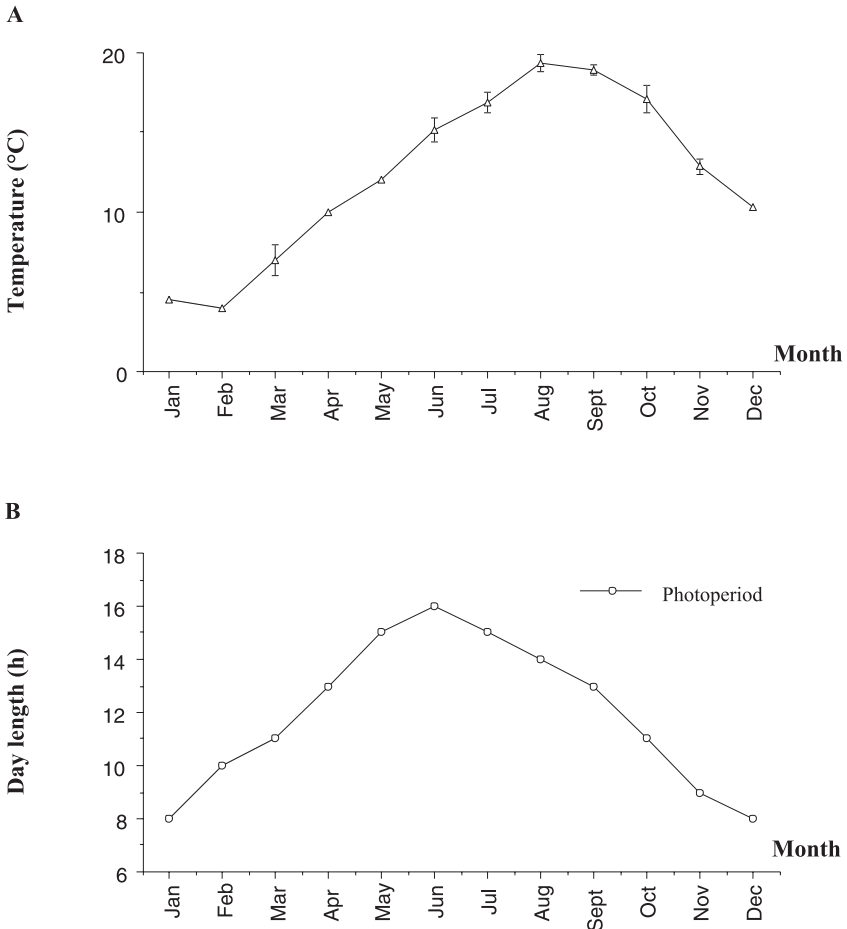 A
Temperature (°C)
20
10
0
Month
Jan
Feb
Mar
Apr
May
Jun
Jul
Aug
Sept
Oct
Nov
Dec
B
Day length (h)
18
16
14
12
10
8
6
Photoperiod
Month
Jan
Feb
Mar
Apr
May
Jun
Jul
Aug
Sept
Oct
Nov
Dec